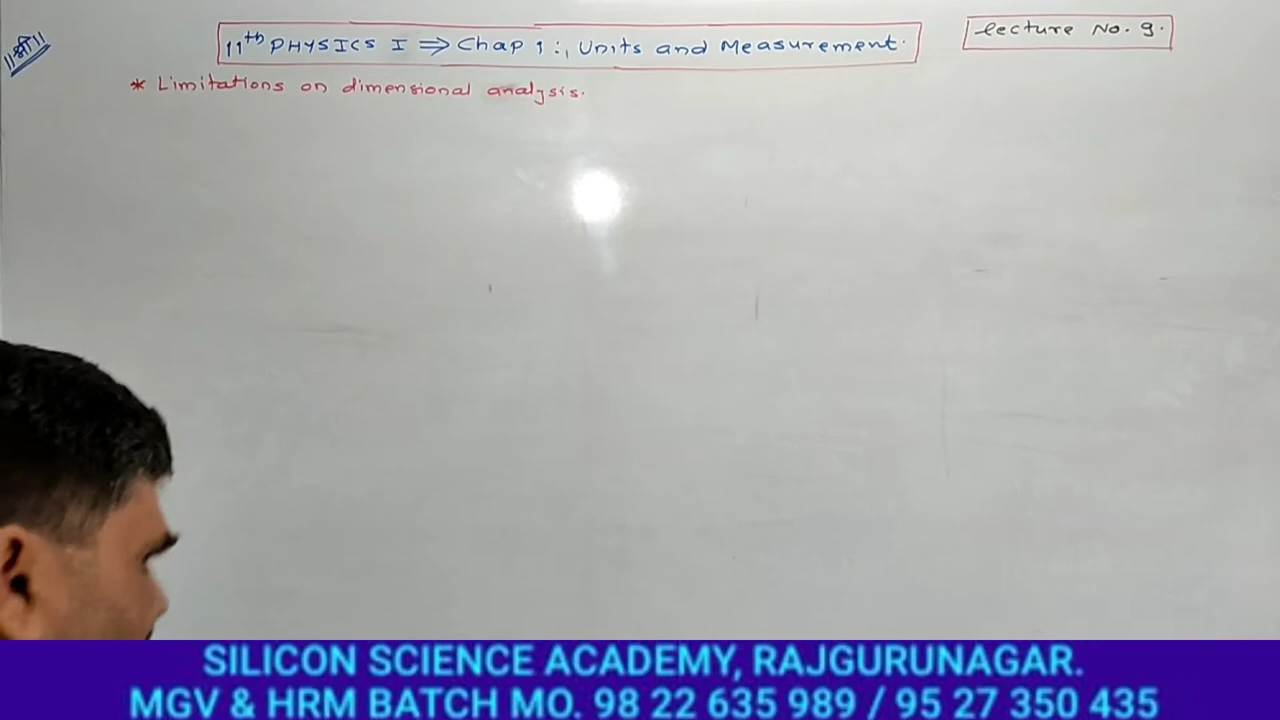 ॥श्री॥
11th PHYSICS I ⇒ Chap 1 :, Units and Measurement.
lecture No. 9.
* Limitations on dimensional analysis.
SILICON SCIENCE ACADEMY, RAJGURUNAGAR.
MGV & HRM BATCH MO. 98 22 635 989 / 95 27 350 435